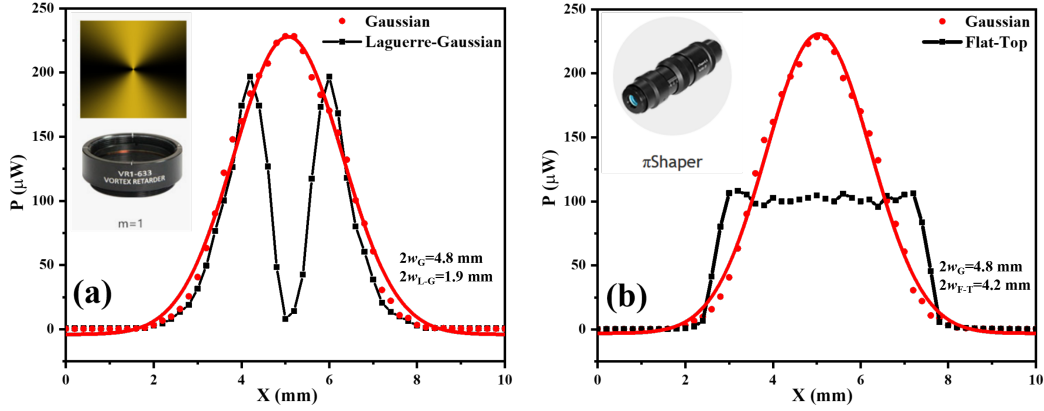 250
200
150
100
50
0
P (μW)
Gaussian
Laguerre-Gaussian
VR1-633
VORTEX RETARDER
m=1
(a)
2wG=4.8 mm
2wL-G=1.9 mm
0 2 4 6 8 10
X (mm)
250
200
150
100
50
0
P (μW)
Gaussian
Flat-Top
πShaper
(b)
2wG=4.8 mm
2wF-T=4.2 mm
0 2 4 6 8 10
X (mm)